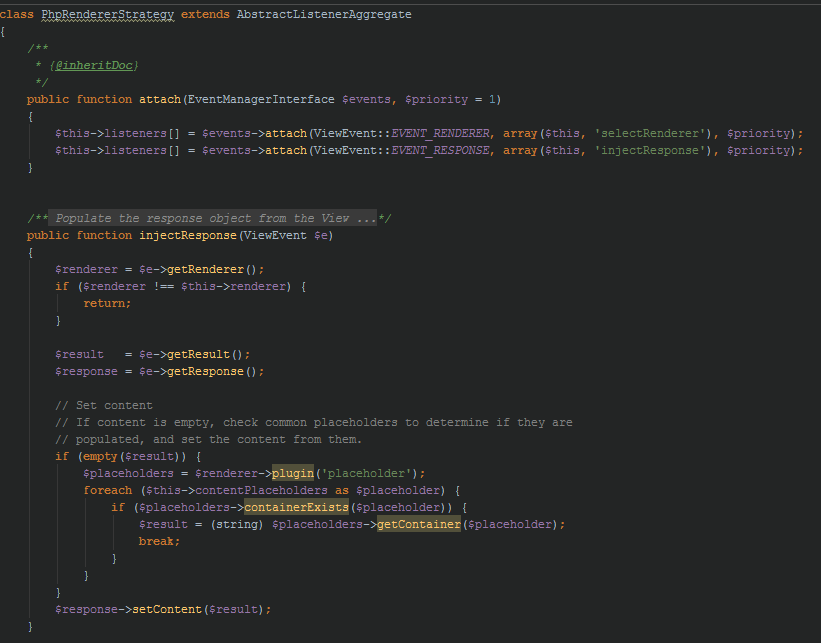 class PhpRendererStrategy extends AbstractListenerAggregate
{
    /**
     * {@inheritDoc}
     */
    public function attach(EventManagerInterface $events, $priority = 1)
    {
        $this->listeners[] = $events->attach(ViewEvent::EVENT_RENDERER, array($this, 'selectRenderer'), $priority);
        $this->listeners[] = $events->attach(ViewEvent::EVENT_RESPONSE, array($this, 'injectResponse'), $priority);
    }
    /** Populate the response object from the View ...*/
    public function injectResponse(ViewEvent $e)
    {
        $renderer = $e->getRenderer();
        if ($renderer !== $this->renderer) {
            return;
        }
        $result   = $e->getResult();
        $response = $e->getResponse();
        // Set content
        // If content is empty, check common placeholders to determine if they are
        // populated, and set the content from them.
        if (empty($result)) {
            $placeholders = $renderer->plugin('placeholder');
            foreach ($this->contentPlaceholders as $placeholder) {
                if ($placeholders->containerExists($placeholder)) {
                    $result = (string) $placeholders->getContainer($placeholder);
                    break;
                }
            }
        }
        $response->setContent($result);
    }